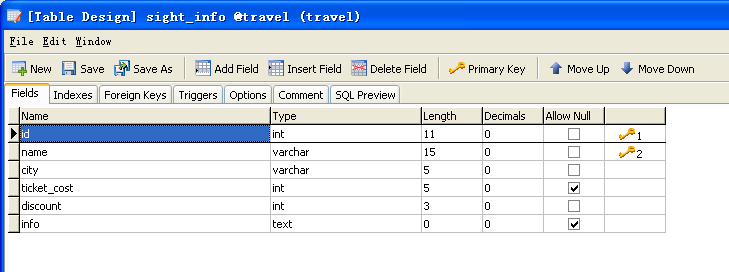 [Table Design] sight_info @travel (travel)
File Edit Window
New Save Save As Add Field Insert Field Delete Field Primary Key Move Up Move Down
Fields Indexes Foreign Keys Triggers Options Comment SQL Preview
Name Type Length Decimals Allow Null
id int 11 0 1
name varchar 15 0 2
city varchar 5 0
ticket_cost int 5 0
discount int 3 0
info text 0 0